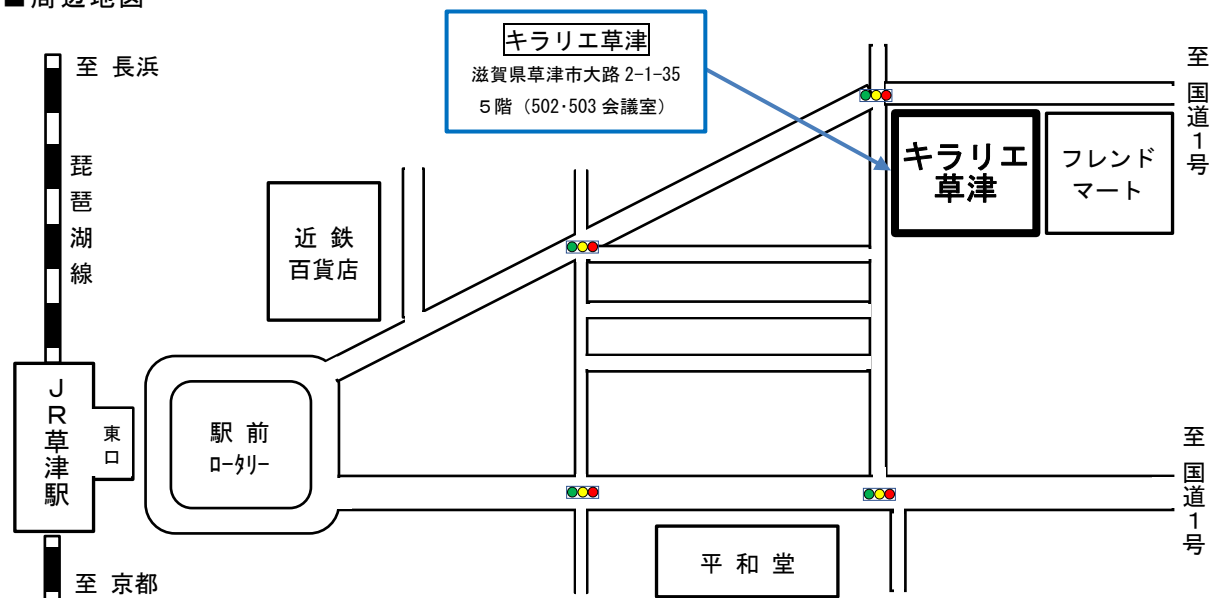 ■周辺地図
キラリエ草津
滋賀県草津市大路 2-1-35
５階（502･503 会議室）
至 長浜
琵琶湖線
近 鉄
百貨店
キラリエ
草津
フレンド
マート
至 国道１号
ＪＲ草津駅
東口
駅 前
ﾛｰﾀﾘｰ
至 国道１号
平 和 堂
至 京都